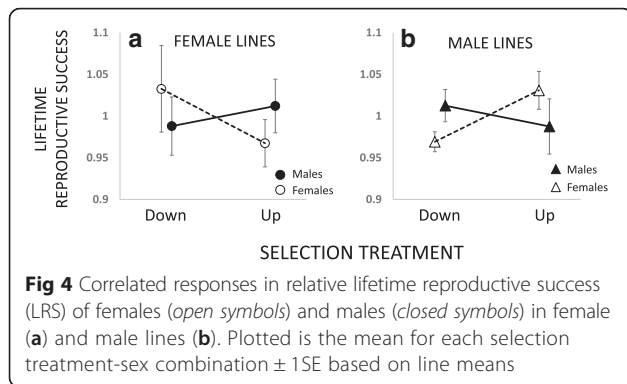 a FEMALE LINES
b MALE LINES
LIFETIME
REPRODUCTIVE SUCCESS
1.1
1.05
1
0.95
0.9
Males
Females
Down Up
1.1
1.05
1
0.95
0.9
Males
Females
Down Up
SELECTION TREATMENT
Fig 4 Correlated responses in relative lifetime reproductive success
(LRS) of females (open symbols) and males (closed symbols) in female
(a) and male lines (b). Plotted is the mean for each selection
treatment-sex combination ± 1SE based on line means